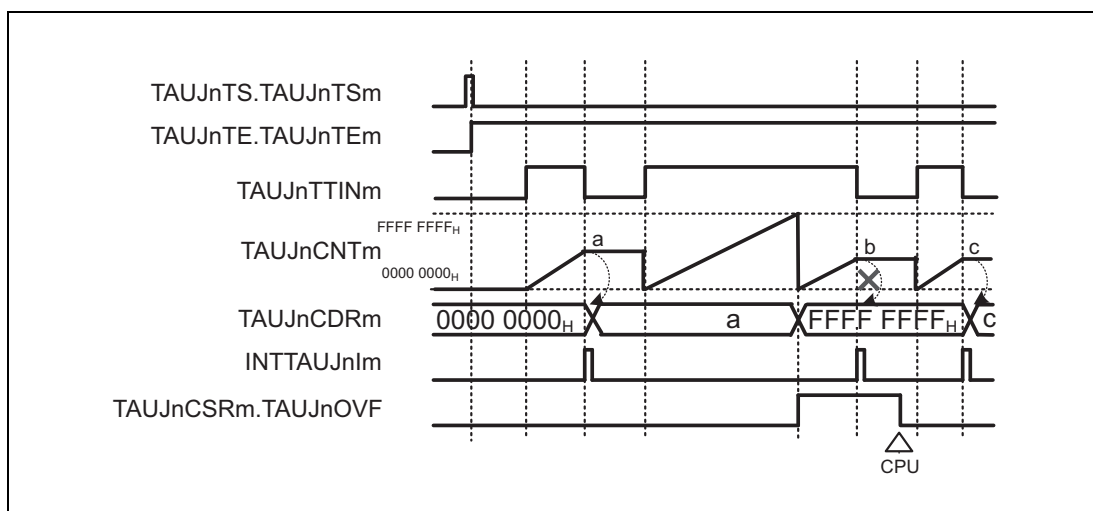 TAUJnTS.TAUJnTSm
TAUJnTE.TAUJnTEm
TAUJnTTINm
FFFF FFFFH
TAUJnCNTm
0000 0000H
a
b
c
TAUJnCDRm
0000 0000H
a
FFFF FFFFH
c
INTTAUJnIm
TAUJnCSRm.TAUJnOVF
CPU